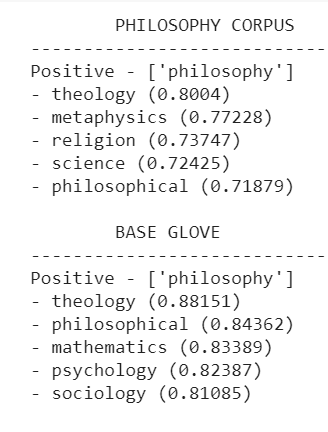 PHILOSOPHY CORPUS
-----------------------------
Positive - ['philosophy']
- theology (0.8004)
- metaphysics (0.77228)
- religion (0.73747)
- science (0.72425)
- philosophical (0.71879)
BASE GLOVE
-----------------------------
Positive - ['philosophy']
- theology (0.88151)
- philosophical (0.84362)
- mathematics (0.83389)
- psychology (0.82387)
- sociology (0.81085)